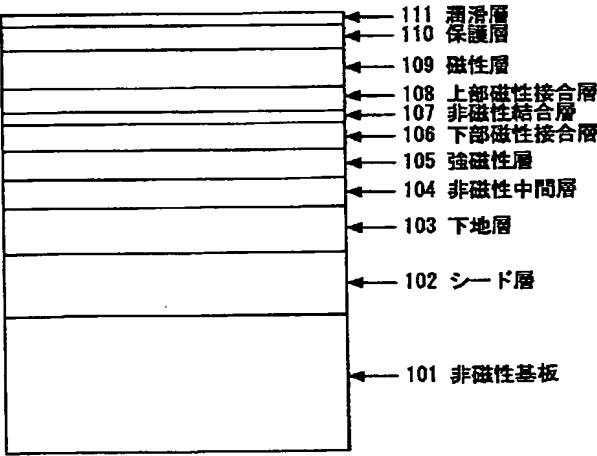 111 潤滑層
110 保護層
109 磁性層
108 上部磁性接合層
107 非磁性結合層
106 下部磁性接合層
105 強磁性層
104 非磁性中間層
103 下地層
102 シード層
101 非磁性基板